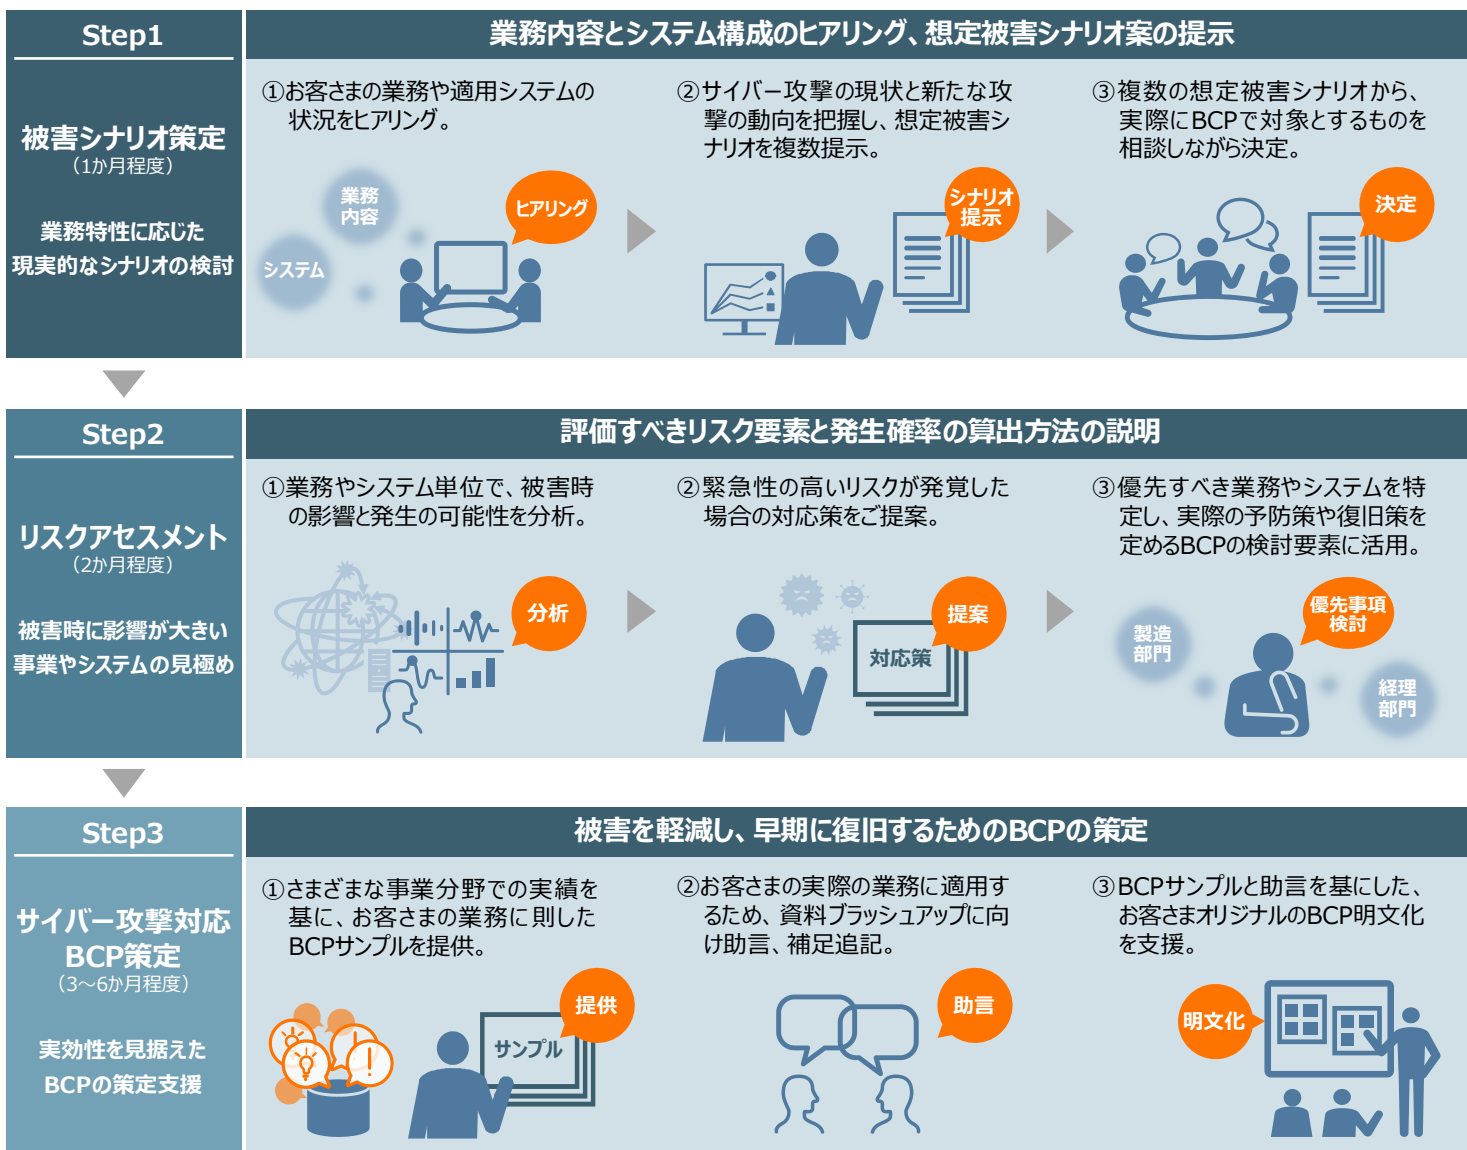 Step1
被害シナリオ策定
（1か月程度）
業務特性に応じた
現実的なシナリオの検討
業務内容とシステム構成のヒアリング、想定被害シナリオ案の提示
①お客さまの業務や適用システムの
状況をヒアリング。
業務
内容
システム
ヒアリング
②サイバー攻撃の現状と新たな攻
撃の動向を把握し、想定被害シ
ナリオを複数提示。
シナリオ
提示
③複数の想定被害シナリオから、
実際にBCPで対象とするものを
相談しながら決定。
決定
Step2
リスクアセスメント
（2か月程度）
被害時に影響が大きい
事業やシステムの見極め
評価すべきリスク要素と発生確率の算出方法の説明
①業務やシステム単位で、被害時
の影響と発生の可能性を分析。
分析
②緊急性の高いリスクが発覚した
場合の対応策をご提案。
提案
対応策
③優先すべき業務やシステムを特
定し、実際の予防策や復旧策を
定めるBCPの検討要素に活用。
優先事項
検討
製造
部門
経理
部門
Step3
サイバー攻撃対応
BCP策定
（3～6か月程度）
実効性を見据えた
BCPの策定支援
被害を軽減し、早期に復旧するためのBCPの策定
①さまざまな事業分野での実績を
基に、お客さまの業務に則した
BCPサンプルを提供。
提供
サンプル
②お客さまの実際の業務に適用す
るため、資料ブラッシュアップに向
け助言、補足追記。
助言
③BCPサンプルと助言を基にした、
お客さまオリジナルのBCP明文化
を支援。
明文化